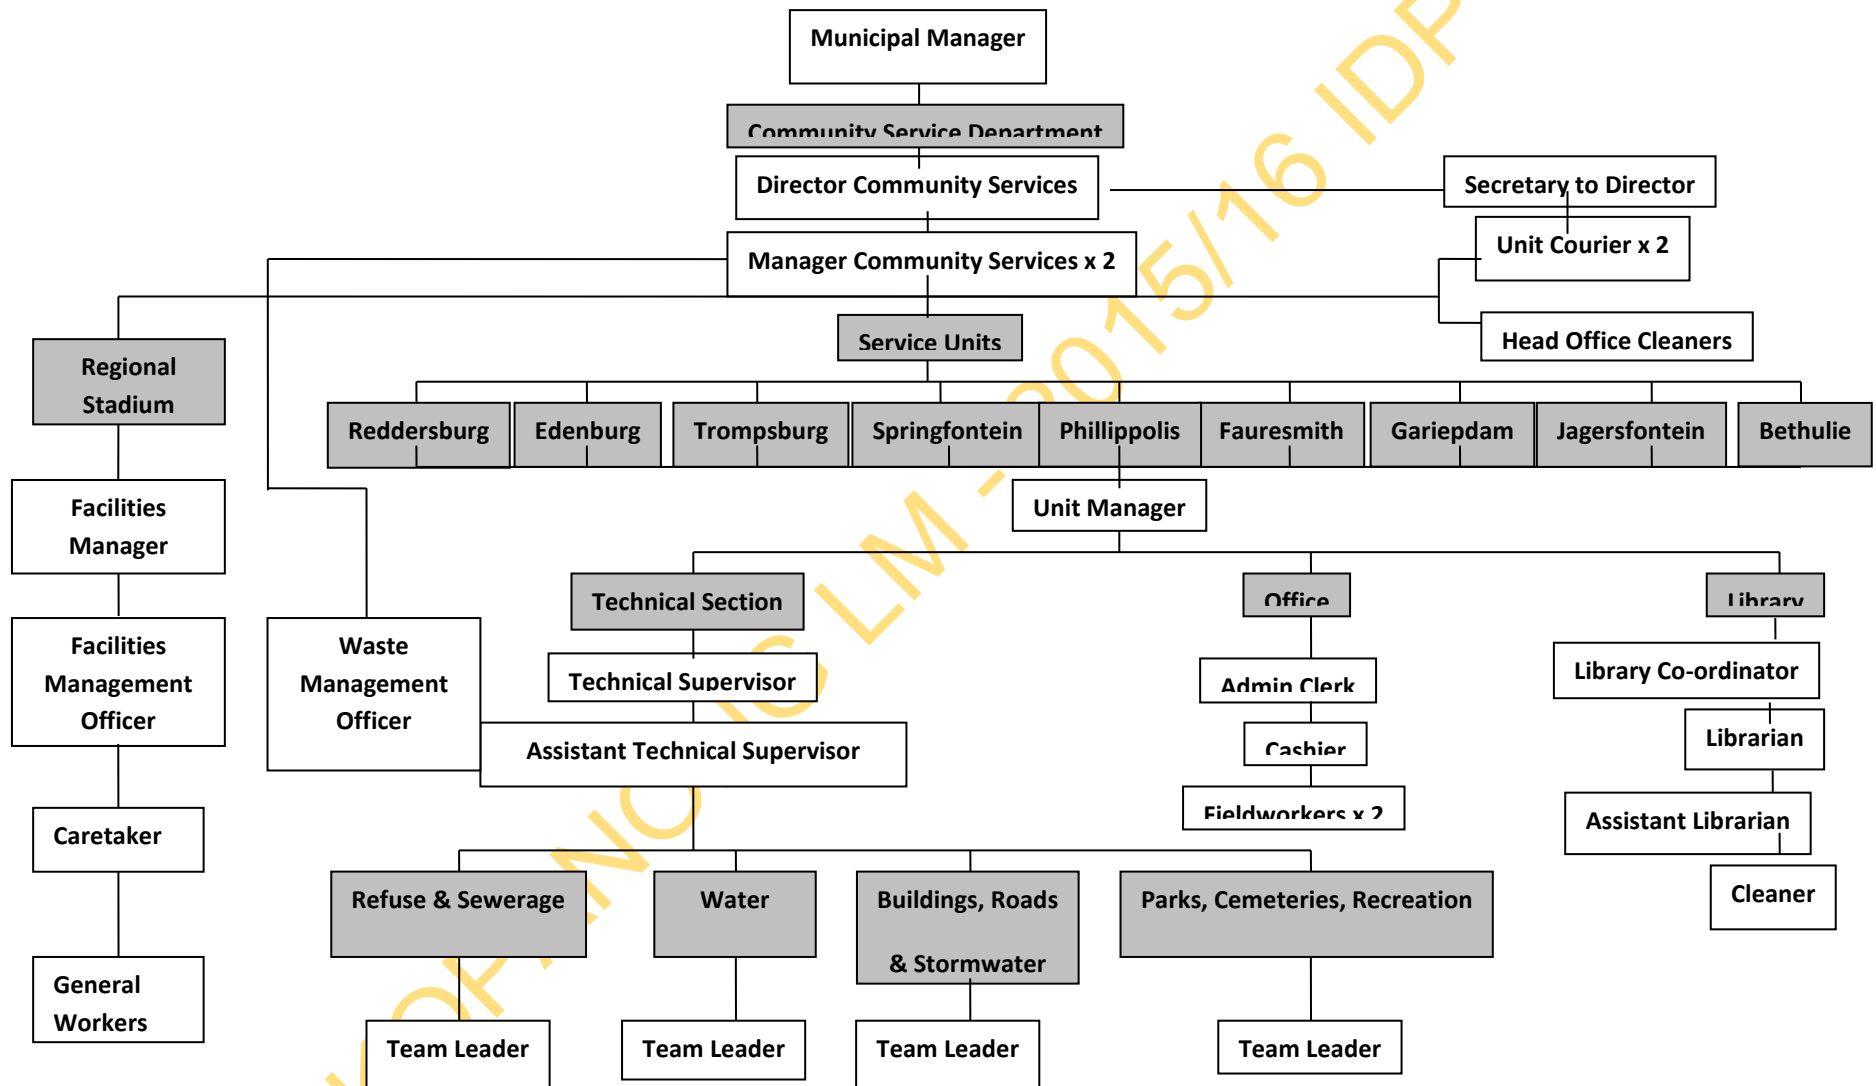 Municipal Manager
Community Service Department
Director Community Services
Secretary to Director
Unit Courier x 2
Manager Community Services x 2
Head Office Cleaners
Service Units
Regional
Stadium
Reddersburg
Edenburg
Trompsburg
Springfontein
Phillippolis
Fauresmith
Gariepdam
Jagersfontein
Bethulie
Facilities
Manager
Unit Manager
Technical Section
Office
Library
Facilities
Management
Officer
Waste
Management
Officer
Technical Supervisor
Admin Clerk
Library Co-ordinator
Assistant Technical Supervisor
Cashier
Librarian
Fieldworkers x 2
Assistant Librarian
Caretaker
Cleaner
Refuse & Sewerage
Water
Buildings, Roads
& Stormwater
Parks, Cemeteries, Recreation
General
Workers
Team Leader
Team Leader
Team Leader
Team Leader
LM - 2015/16 IDP